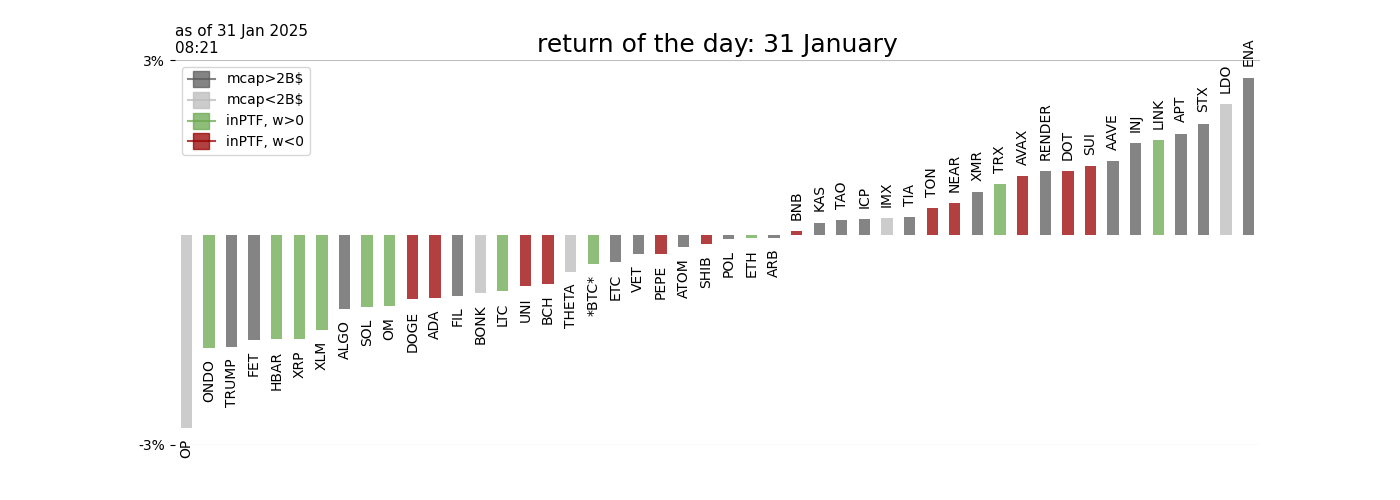 as of 31 Jan 2025
08:21
return of the day: 31 January
3%
mcap>2B$
mcap<2B$
inPTF, w>0
inPTF, w<0
-3%
OP
ONDO
TRUMP
FET
HBAR
XRP
XLM
ALGO
SOL
OM
DOGE
ADA
FIL
BONK
LTC
UNI
BCH
THETA
*BTC*
ETC
VET
PEPE
ATOM
SHIB
POL
ETH
ARB
BNB
KAS
TAO
ICP
IMX
TIA
TON
NEAR
XMR
TRX
AVAX
RENDER
DOT
SUI
AAVE
INJ
LINK
APT
STX
LDO
ENA